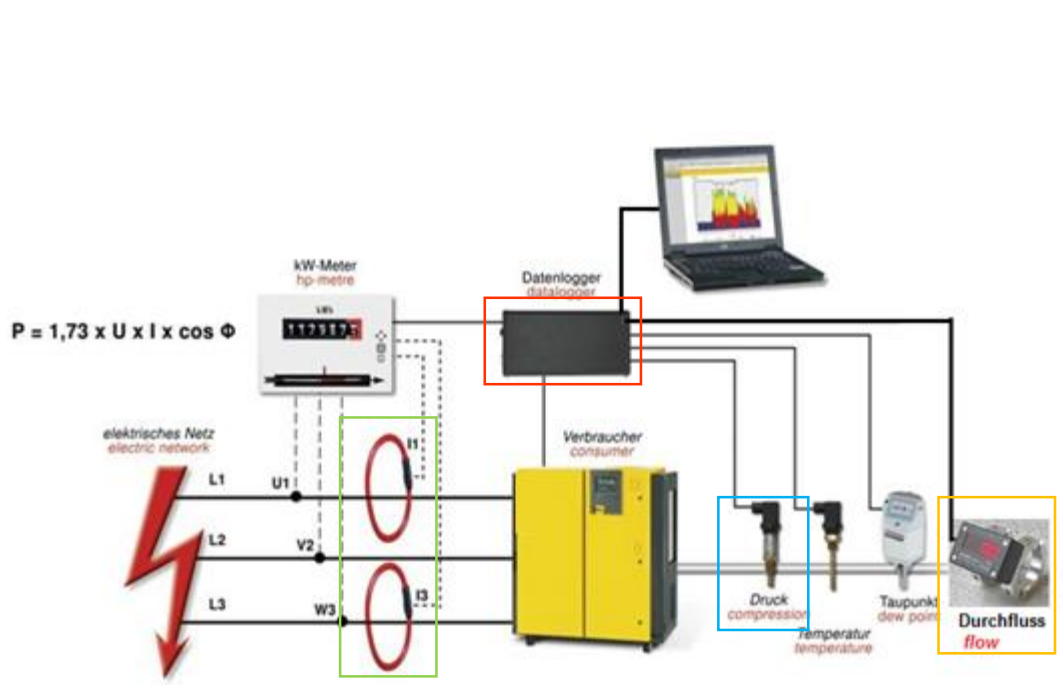 kW-Meter
hp-metre
Datenlogger
datalogger
P = 1,73 x U x I x cos Φ
elektrisches Netz
electric network
Verbraucher
consumer
I1
L1
U1
L2
V2
I3
L3
W3
Druck
compression
Temperatur
temperature
Taupunkt
dew point
Durchfluss
flow